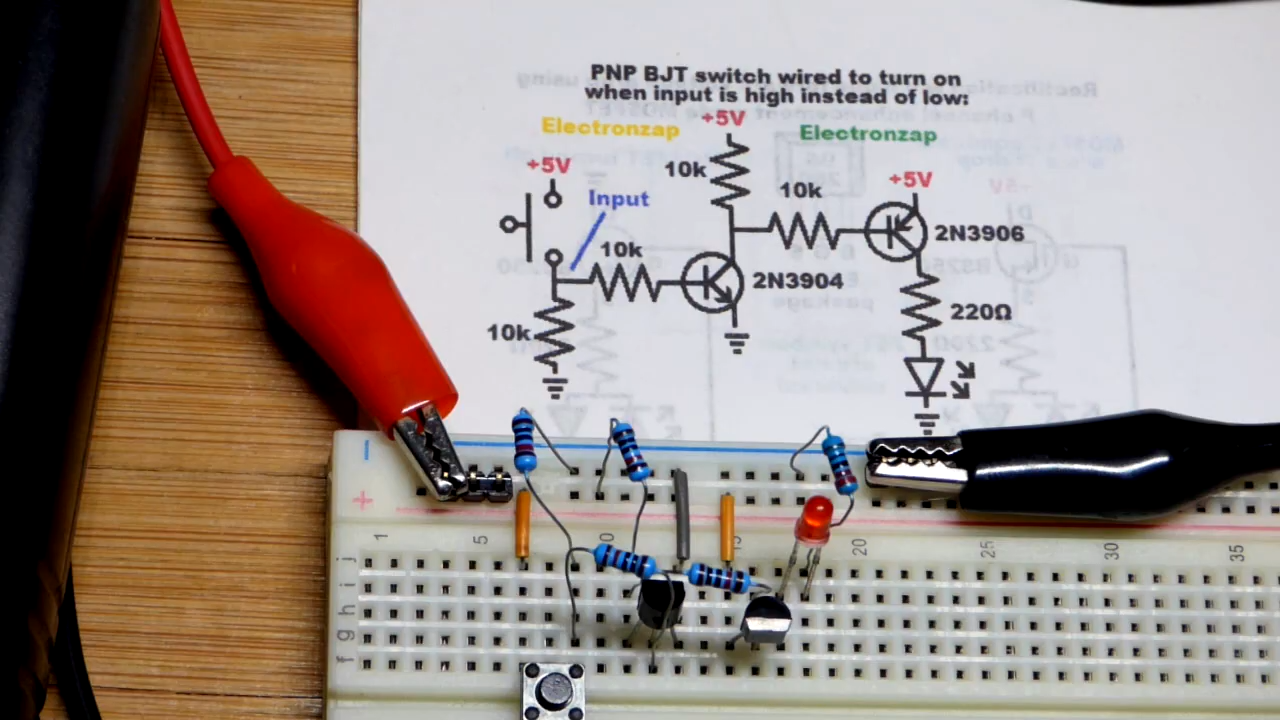 PNP BJT switch wired to turn on
when input is high instead of low:
Electronzap
+5V
Electronzap
10k
+5V
10k
+5V
Input
2N3906
10k
2N3904
220Ω
10k
−
+
1
5
10
15
20
25
30
35
j
i
h
g
f